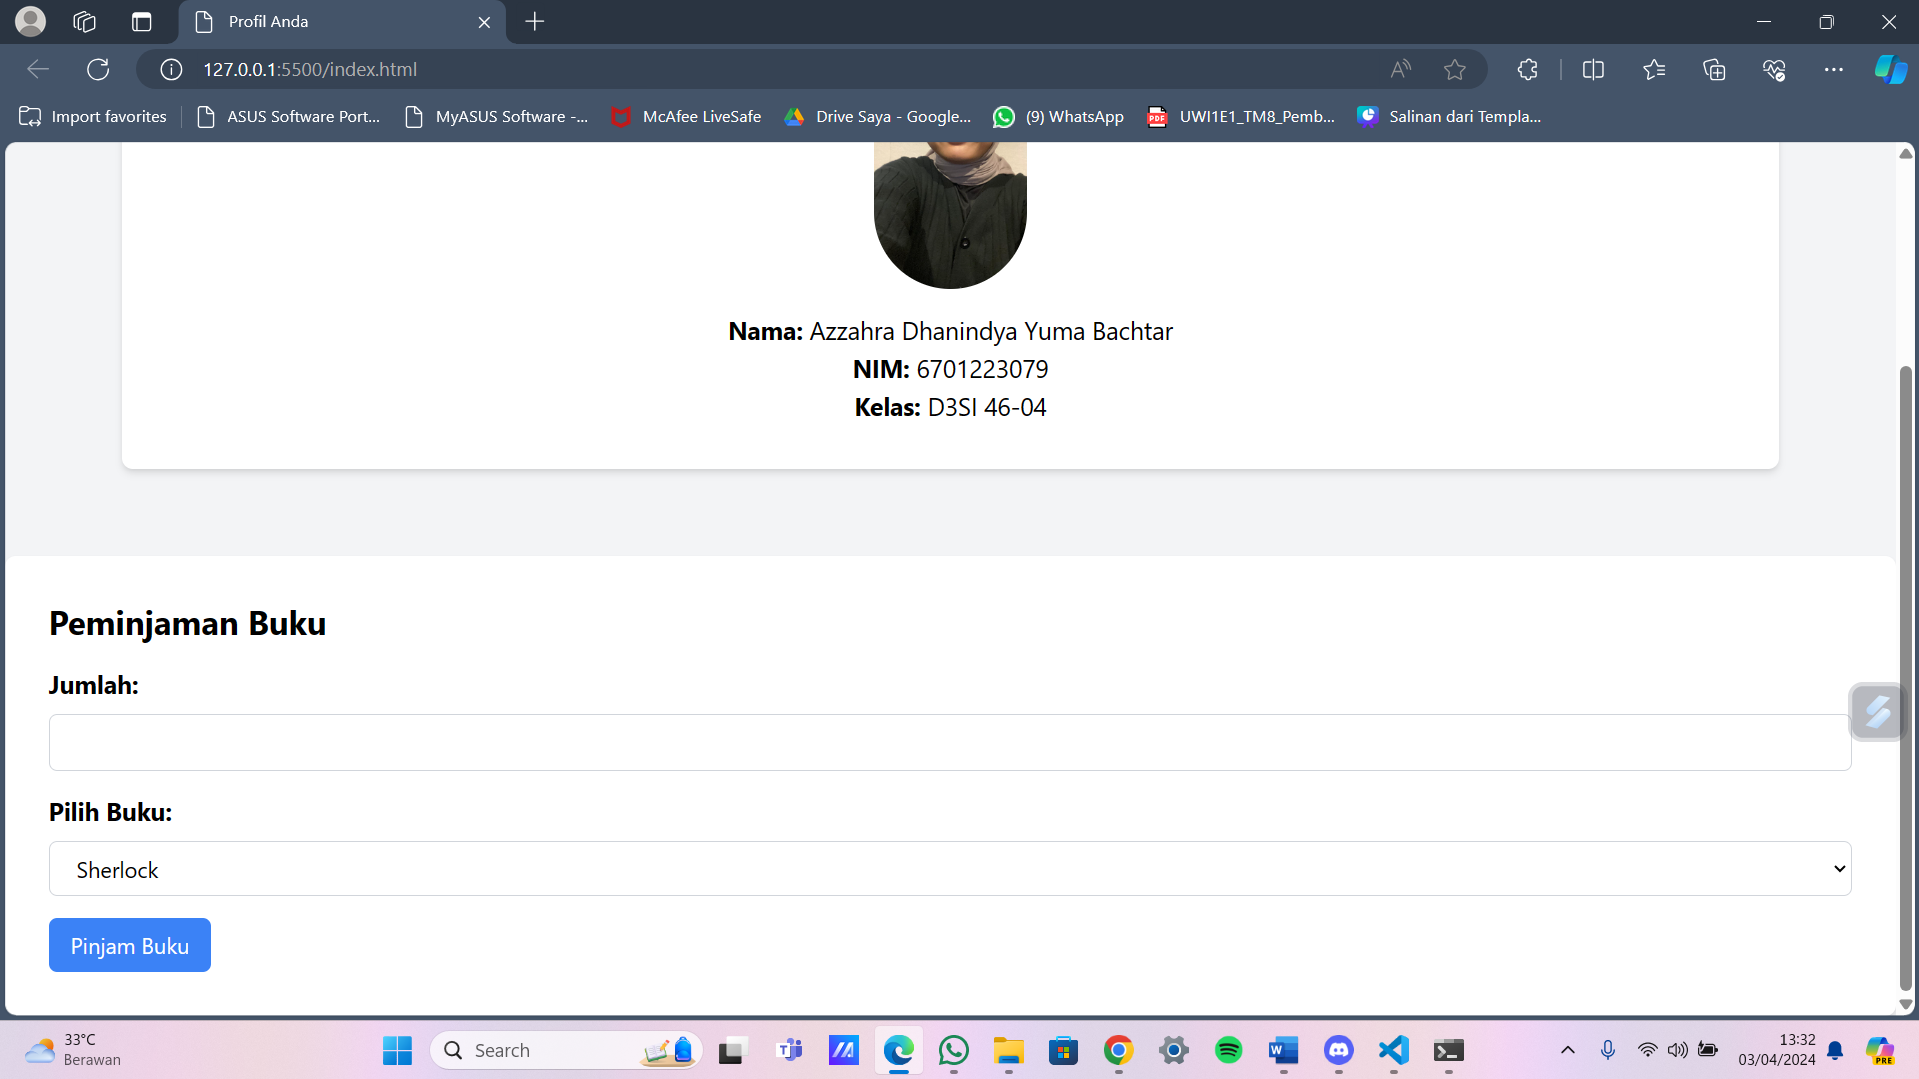 Profil Anda
127.0.0.1:5500/index.html
Import favorites
ASUS Software Port...
MyASUS Software -...
McAfee LiveSafe
Drive Saya - Google...
(9) WhatsApp
UWI1E1_TM8_Pemb...
Salinan dari Templa...
Nama: Azzahra Dhanindya Yuma Bachtar
NIM: 6701223079
Kelas: D3SI 46-04
Peminjaman Buku
Jumlah:
Pilih Buku:
Sherlock
Pinjam Buku
33°C
Berawan
Search
13:32
03/04/2024
PRE